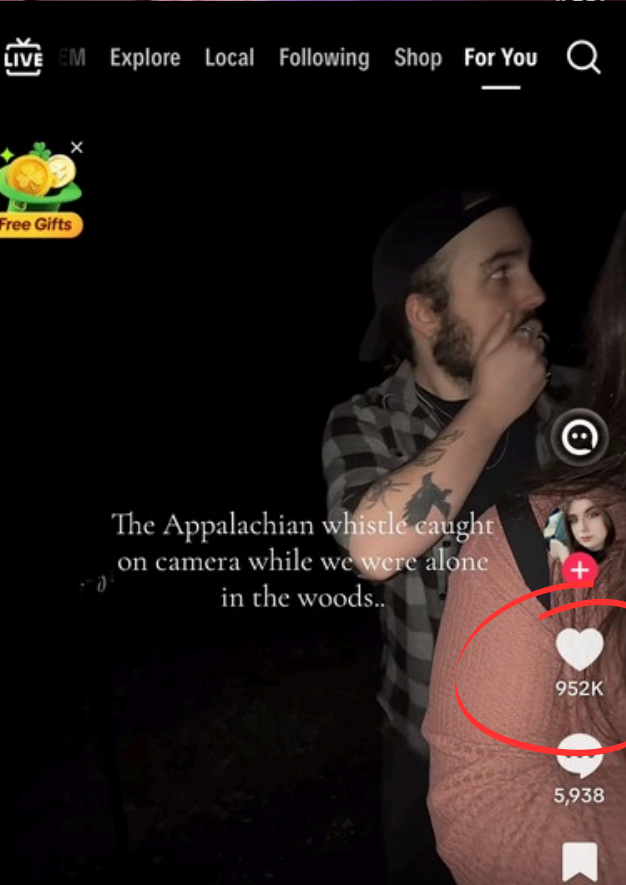 LIVE Explore Local Following Shop For You
Free Gifts
The Appalachian whistle caught
on camera while we were alone
in the woods..
952K
5,938